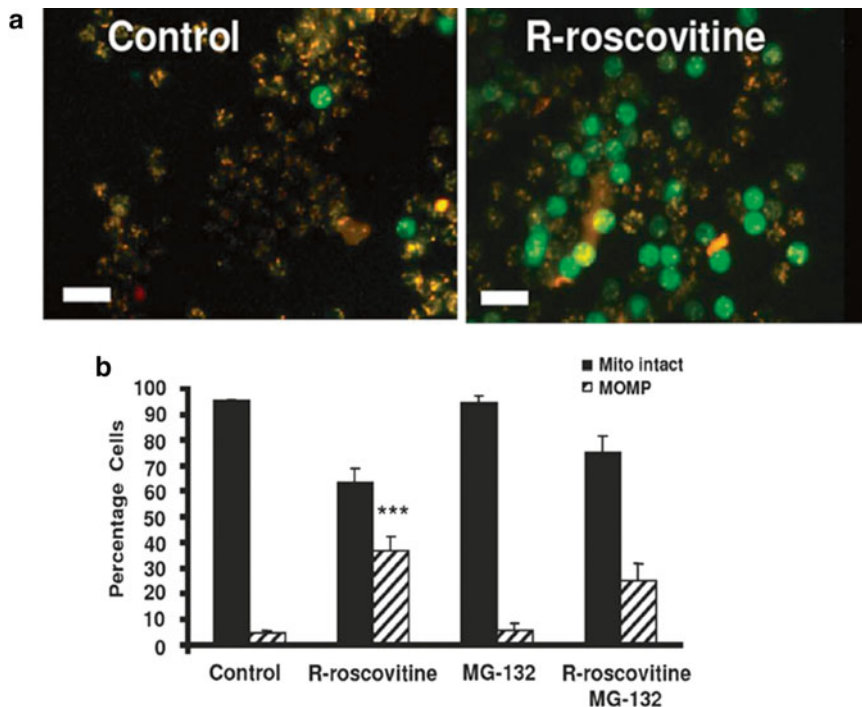 a
Control
R-roscovitine
b
Mito intact
MOMP
Percentage Cells
100
90
80
70
60
50
40
30
20
10
0
***
Control
R-roscovitine
MG-132
R-roscovitine
MG-132